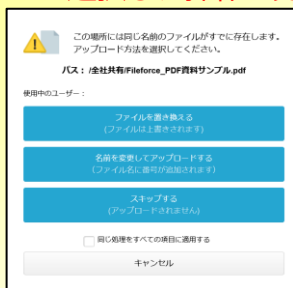 この場所には同じ名前のファイルがすでに存在します。
アップロード方法を選択してください。
パス： /全社共有/Fileforce_PDF資料サンプル.pdf
使用中のユーザー：
ファイルを置き換える
(ファイルは上書きされます)
名前を変更してアップロードする
(ファイル名に番号が追加されます)
スキップする
(アップロードされません)
同じ処理をすべての項目に適用する
キャンセル